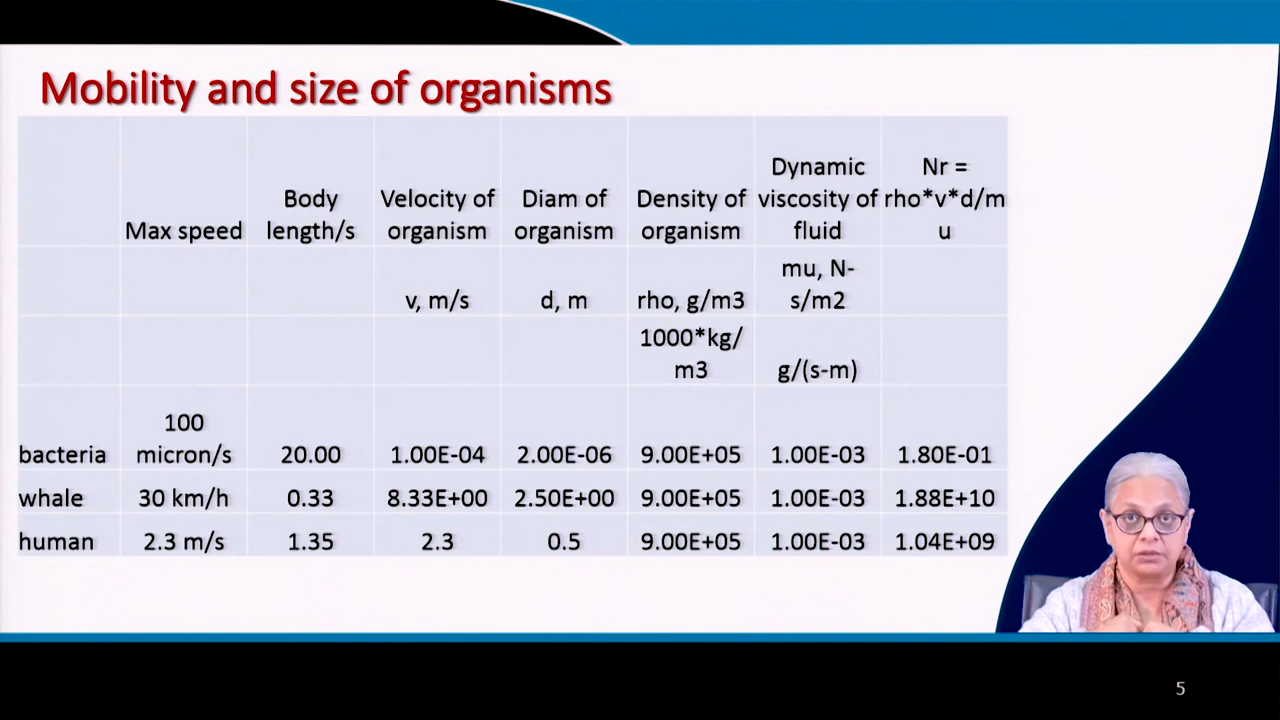 Mobility and size of organisms
Max speed
Body
length/s
Velocity of
organism
Diam of
organism
Density of
organism
Dynamic
viscosity of
fluid
Nr =
rho*v*d/m
u
v, m/s
d, m
rho, g/m3
mu, N-
s/m2
1000*kg/
m3
g/(s-m)
bacteria
100
micron/s
20.00 1.00E-04 2.00E-06 9.00E+05 1.00E-03 1.80E-01
whale 30 km/h 0.33 8.33E+00 2.50E+00 9.00E+05 1.00E-03 1.88E+10
human 2.3 m/s 1.35 2.3 0.5 9.00E+05 1.00E-03 1.04E+09
5